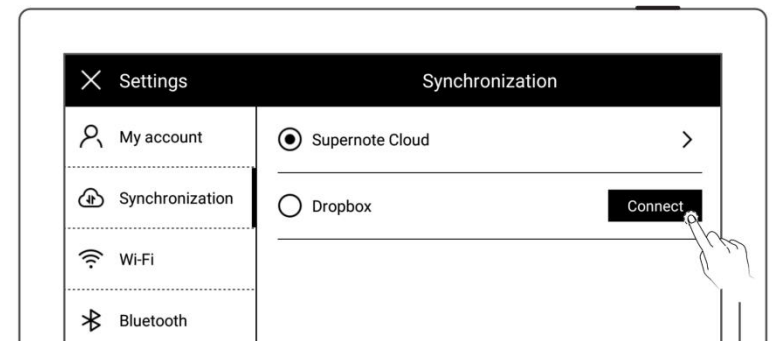 Settings
Synchronization
My account
Synchronization
Wi-Fi
Bluetooth
Supernote Cloud
Dropbox
Connect